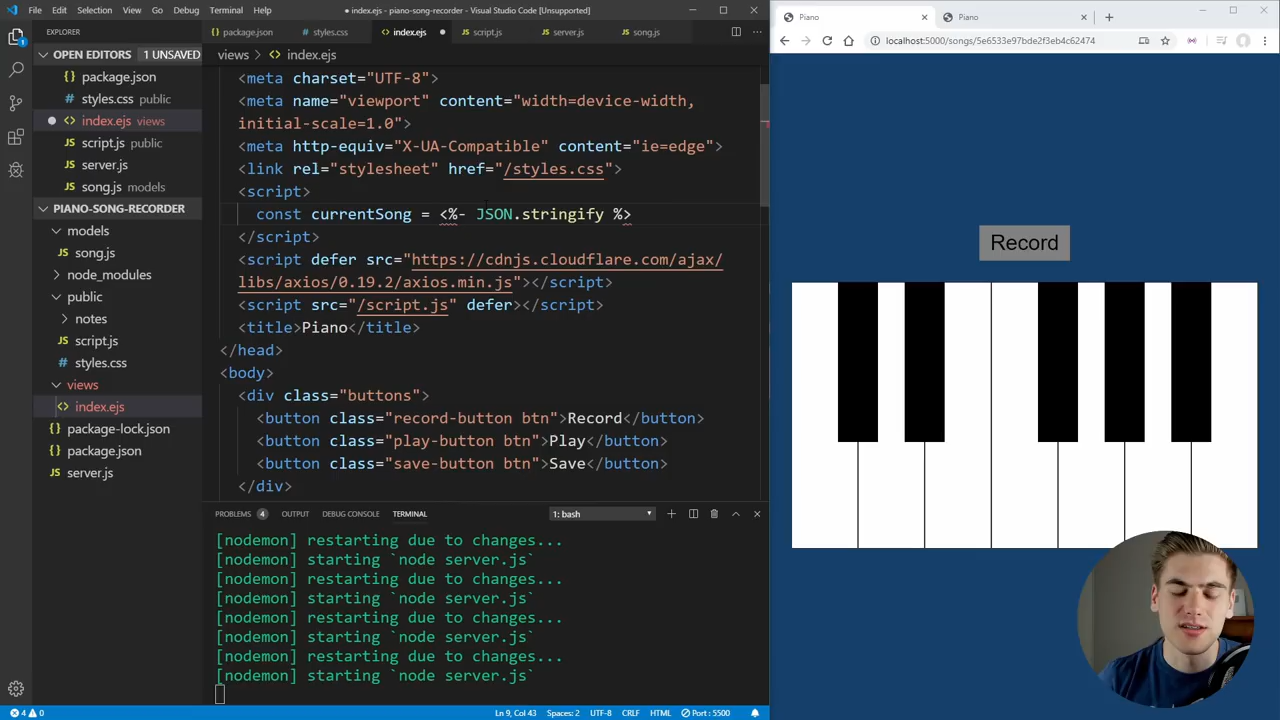 File Edit Selection View Go Debug Terminal Help
● index.ejs - piano-song-recorder - Visual Studio Code [Unsupported]
EXPLORER
OPEN EDITORS 1 UNSAVED
package.json
styles.css public
index.ejs views
script.js public
server.js
song.js models
PIANO-SONG-RECORDER
models
song.js
node_modules
public
notes
script.js
styles.css
views
index.ejs
package-lock.json
package.json
server.js
package.json styles.css index.ejs script.js server.js song.js
views > index.ejs
<meta charset="UTF-8">
<meta name="viewport" content="width=device-width,
initial-scale=1.0">
<meta http-equiv="X-UA-Compatible" content="ie=edge">
<link rel="stylesheet" href="/styles.css">
<script>
const currentSong = <%- JSON.stringify %>
</script>
<script defer src="https://cdnjs.cloudflare.com/ajax/
libs/axios/0.19.2/axios.min.js"></script>
<script src="/script.js" defer></script>
<title>Piano</title>
</head>
<body>
<div class="buttons">
<button class="record-button btn">Record</button>
<button class="play-button btn">Play</button>
<button class="save-button btn">Save</button>
</div>
PROBLEMS 4 OUTPUT DEBUG CONSOLE TERMINAL 1: bash
[nodemon] restarting due to changes...
[nodemon] starting `node server.js`
[nodemon] restarting due to changes...
[nodemon] starting `node server.js`
[nodemon] restarting due to changes...
[nodemon] starting `node server.js`
[nodemon] restarting due to changes...
[nodemon] starting `node server.js`
4 0 Ln 9, Col 43 Spaces: 2 UTF-8 CRLF HTML Port : 5500
Piano Piano
localhost:5000/songs/5e6533e97bde2f3eb4c62474
Record